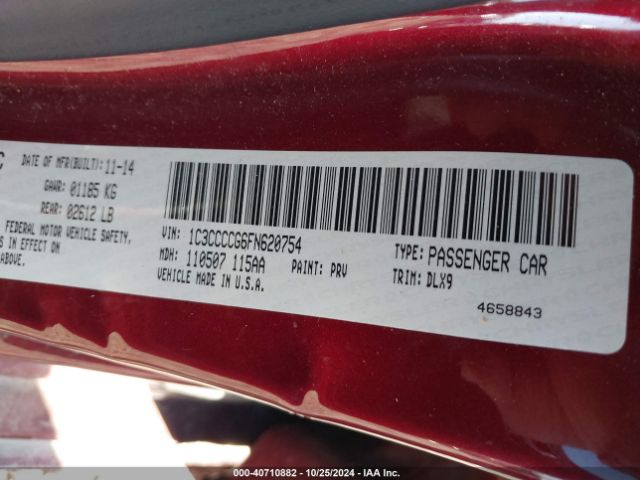 C DATE OF MFR(BUILT): 11-14
GAWR: 01185 KG
REAR: 02612 LB
FEDERAL MOTOR VEHICLE SAFETY,
S IN EFFECT ON
ABOVE.
VIN: 1C3CCCCG6FN620754
MDH: 110507 115AA PAINT: PRV
VEHICLE MADE IN U.S.A.
TYPE: PASSENGER CAR
TRIM: DLX9
4658843
000-40710882 • 10/25/2024 • IAA Inc.